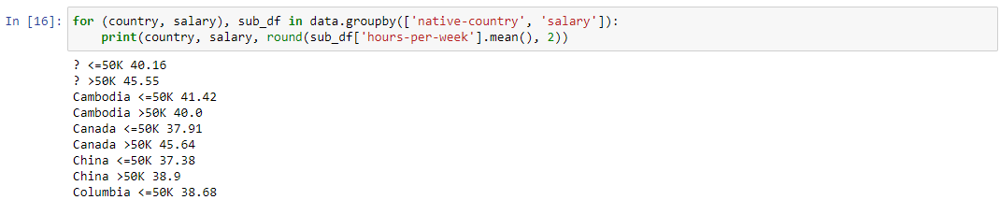 In [16]: for (country, salary), sub_df in data.groupby(['native-country', 'salary']):
    print(country, salary, round(sub_df['hours-per-week'].mean(), 2))
? <=50K 40.16
? >50K 45.55
Cambodia <=50K 41.42
Cambodia >50K 40.0
Canada <=50K 37.91
Canada >50K 45.64
China <=50K 37.38
China >50K 38.9
Columbia <=50K 38.68